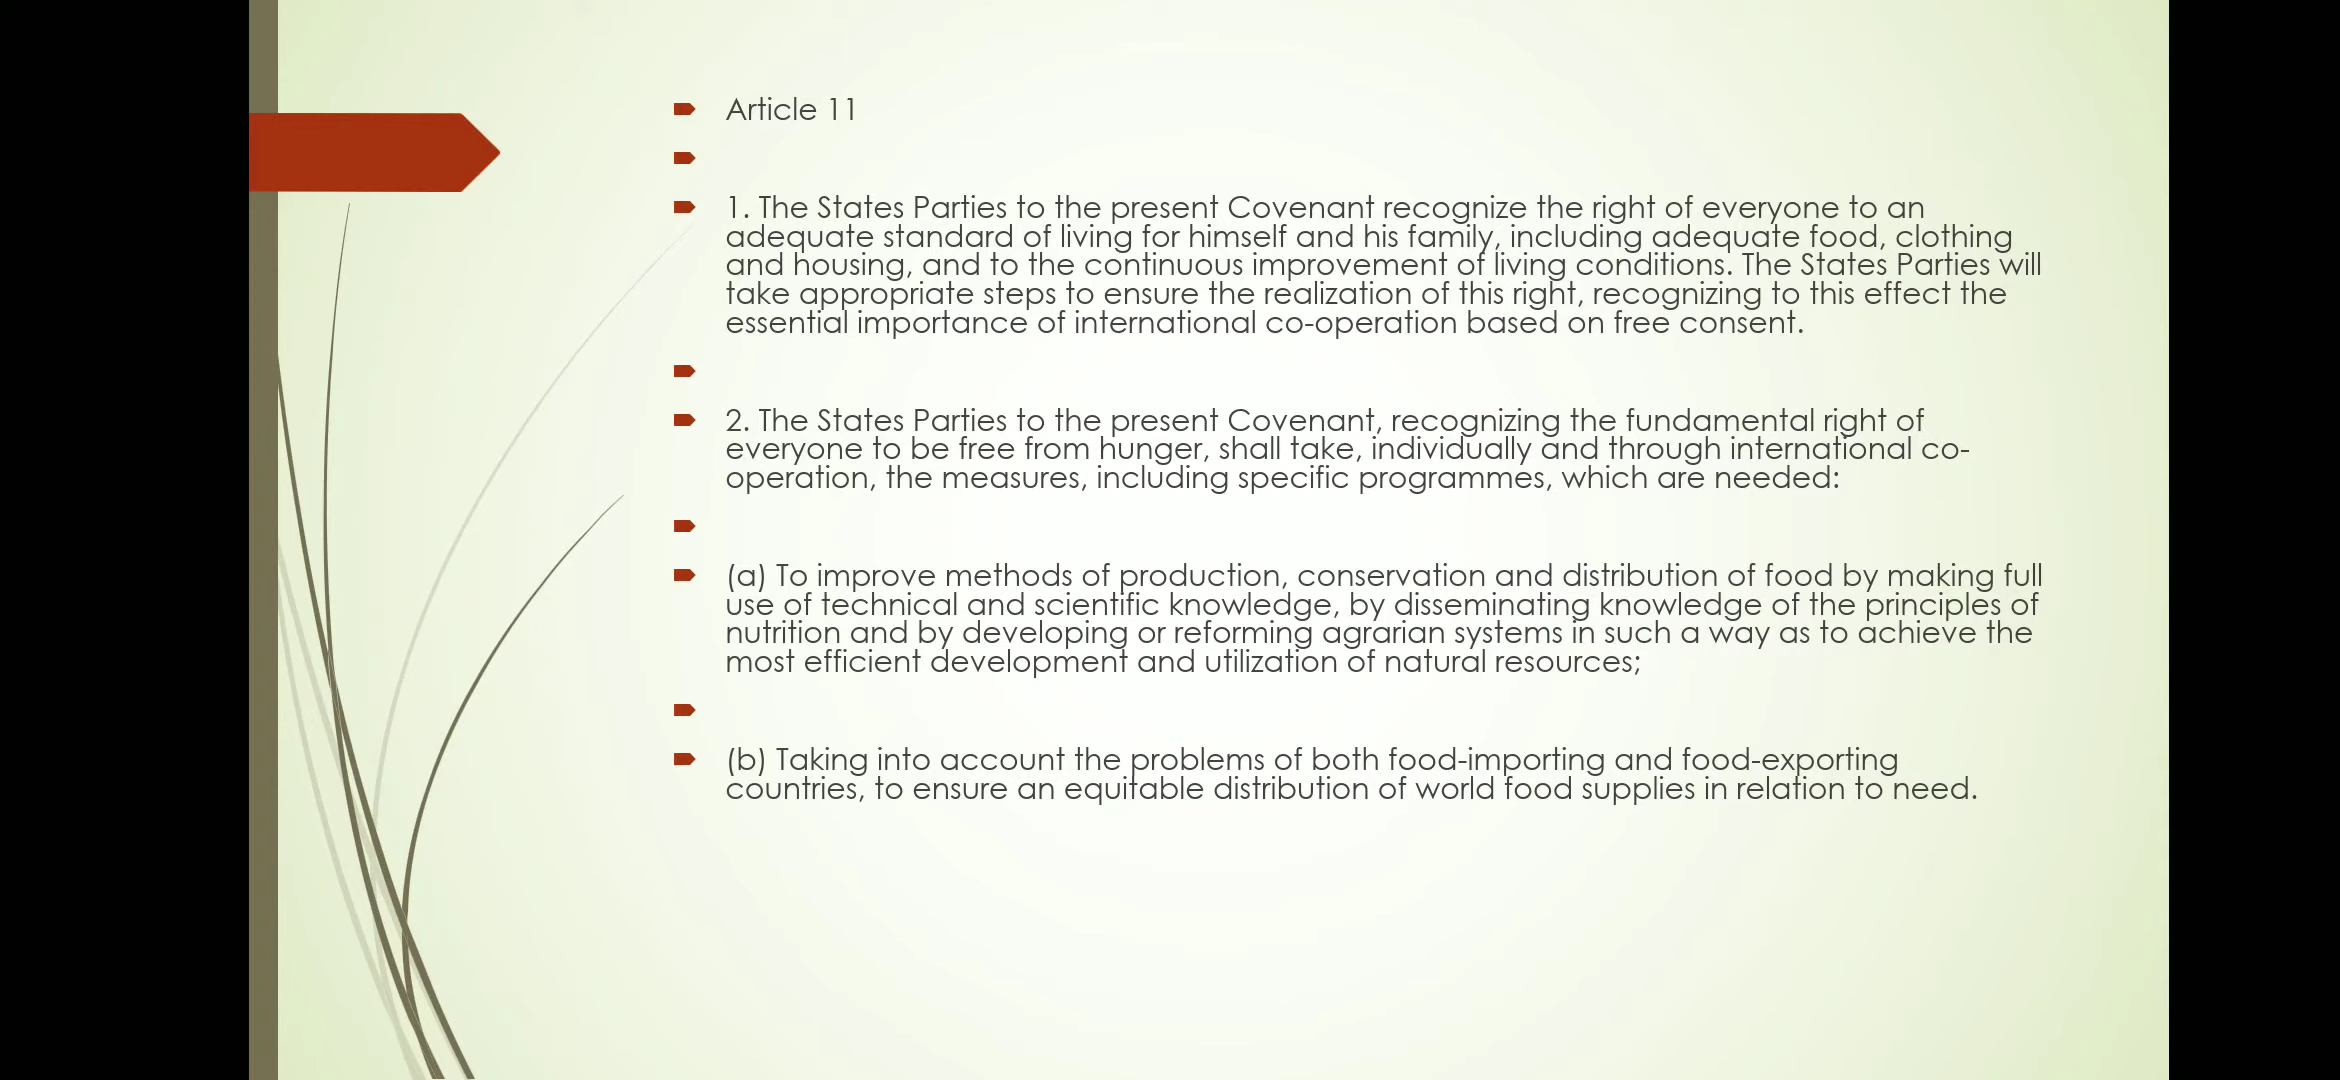 Article 11
1. The States Parties to the present Covenant recognize the right of everyone to an
adequate standard of living for himself and his family, including adequate food, clothing
and housing, and to the continuous improvement of living conditions. The States Parties will
take appropriate steps to ensure the realization of this right, recognizing to this effect the
essential importance of international co-operation based on free consent.
2. The States Parties to the present Covenant, recognizing the fundamental right of
everyone to be free from hunger, shall take, individually and through international co-
operation, the measures, including specific programmes, which are needed:
(a) To improve methods of production, conservation and distribution of food by making full
use of technical and scientific knowledge, by disseminating knowledge of the principles of
nutrition and by developing or reforming agrarian systems in such a way as to achieve the
most efficient development and utilization of natural resources;
(b) Taking into account the problems of both food-importing and food-exporting
countries, to ensure an equitable distribution of world food supplies in relation to need.